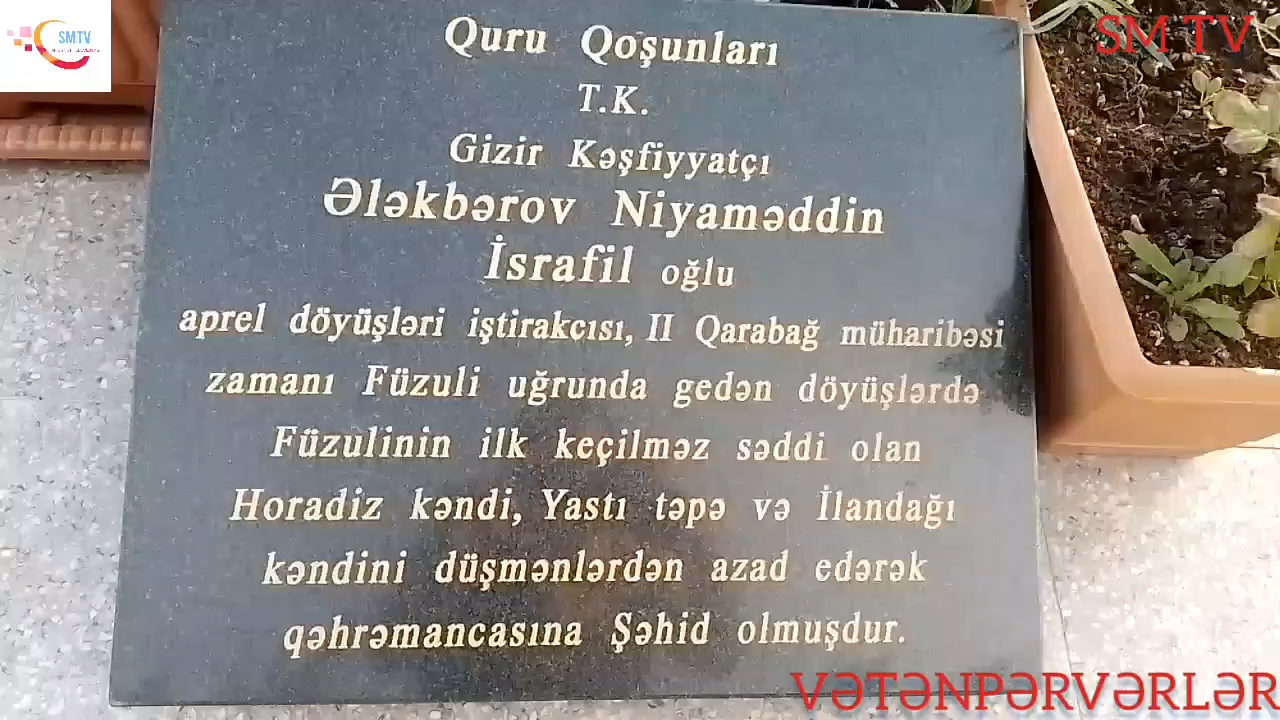 SMTV
SM TV
Quru Qoşunları
T.K.
Gizir Kəşfiyyatçı
Ələkbərov Niyaməddin
İsrafil oğlu
aprel döyüşləri iştirakcısı, II Qarabağ müharibəsi
zamanı Füzuli uğrunda gedən döyüşlərdə
Füzulinin ilk keçilməz səddi olan
Horadiz kəndi, Yastı təpə və İlandağı
kəndini düşmənlərdən azad edərək
qəhrəmancasına Şəhid olmuşdur.
VƏTƏNPƏRVƏRLƏR